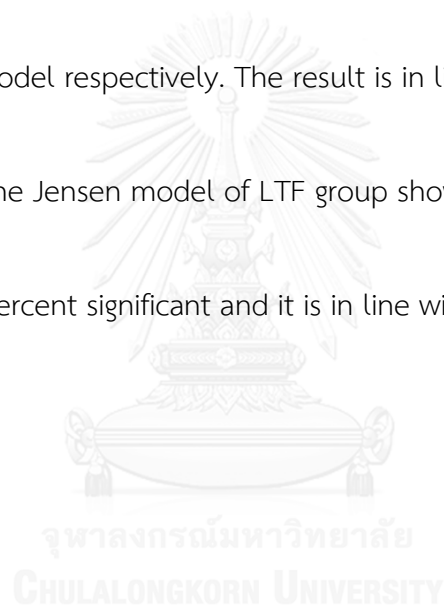 odel respectively. The result is in l
ne Jensen model of LTF group show
ercent significant and it is in line wi
จุฬาลงกรณ์มหาวิทยาลัย
CHULALONGKORN UNIVERSITY